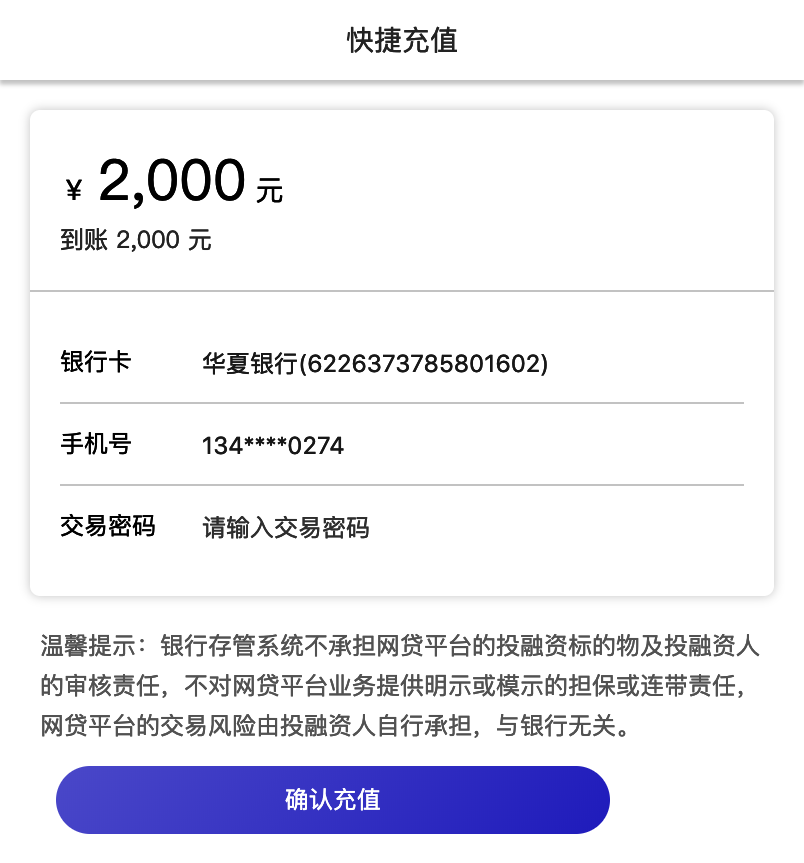 快捷充值
¥ 2,000 元
到账 2,000 元
银行卡 华夏银行(6226373785801602)
手机号 134****0274
交易密码 请输入交易密码
温馨提示：银行存管系统不承担网贷平台的投融资标的物及投融资人
的审核责任，不对网贷平台业务提供明示或模示的担保或连带责任，
网贷平台的交易风险由投融资人自行承担，与银行无关。
确认充值